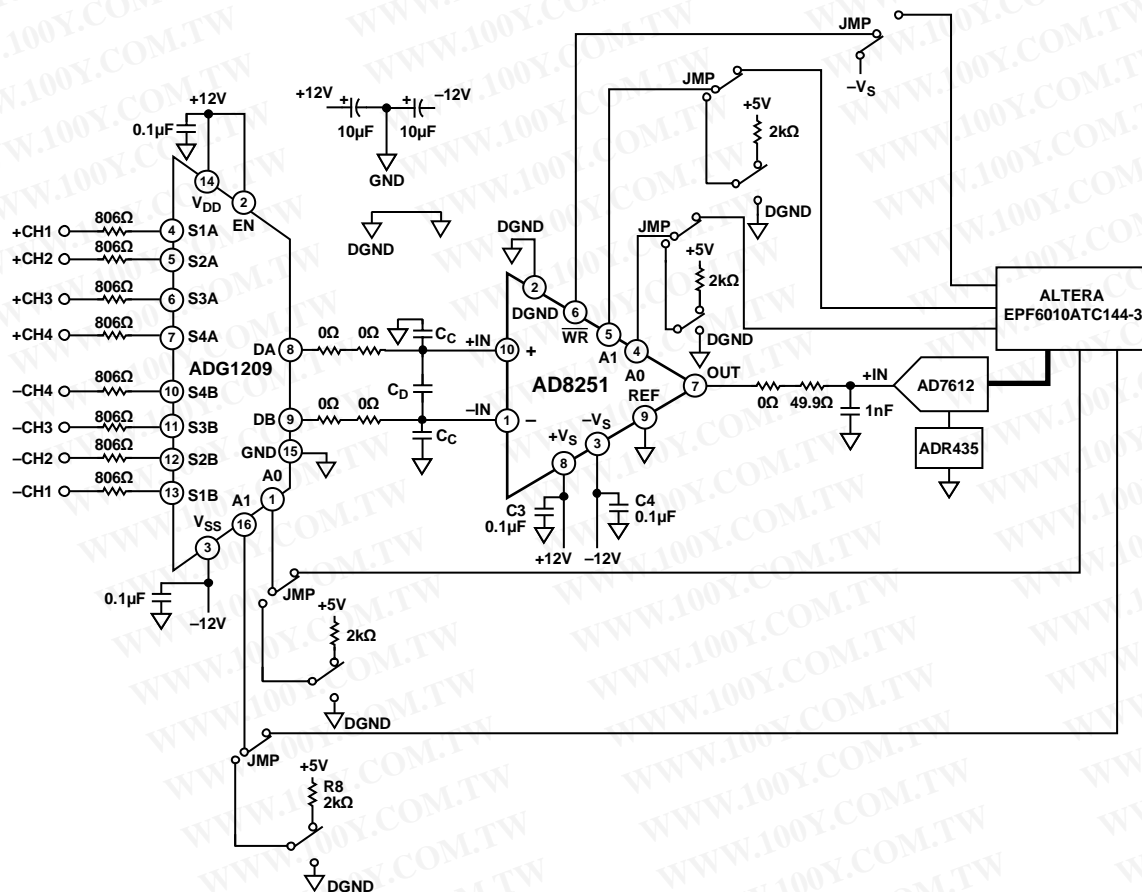 JMP
–VS
+12V
0.1µF
+12V
+
+
–12V
10µF
10µF
GND
DGND
JMP
+5V
2kΩ
DGND
JMP
+5V
2kΩ
DGND
14
VDD
2
EN
+CH1
806Ω
4
S1A
+CH2
806Ω
5
S2A
+CH3
806Ω
6
S3A
+CH4
806Ω
7
S4A
ADG1209
–CH4
806Ω
10
S4B
–CH3
806Ω
11
S3B
–CH2
806Ω
12
S2B
–CH1
806Ω
13
S1B
DA
8
DB
9
GND
15
A0
1
A1
16
VSS
3
0.1µF
–12V
0Ω
0Ω
0Ω
0Ω
CC
CD
CC
+IN
10
+
–IN
1
–
DGND
2
DGND
6
WR
5
A1
4
A0
AD8251
7
OUT
REF
9
–VS
3
+VS
8
C3
0.1µF
C4
0.1µF
+12V
–12V
0Ω
49.9Ω
+IN
1nF
AD7612
ADR435
ALTERA
EPF6010ATC144-3
JMP
+5V
2kΩ
DGND
JMP
+5V
R8
2kΩ
DGND
WWW.100Y.COM.TW